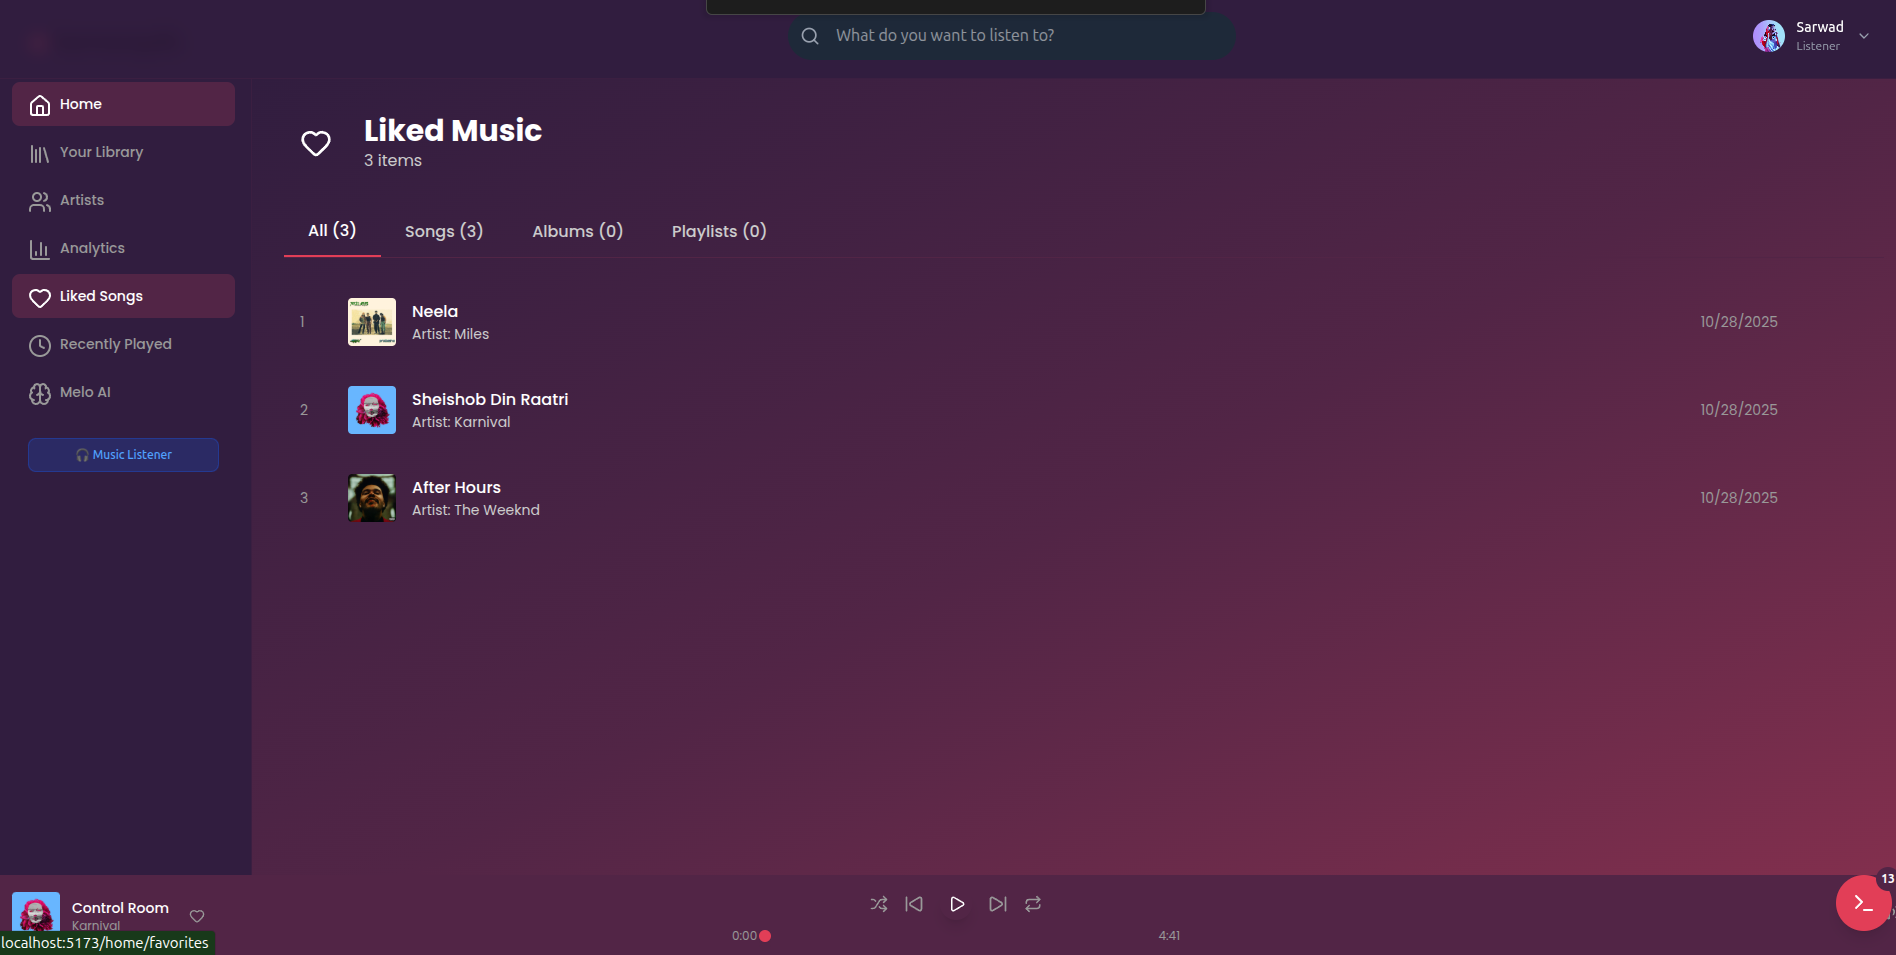 What do you want to listen to?
Sarwad
Listener
Home
Your Library
Artists
Analytics
Liked Songs
Recently Played
Melo AI
Music Listener
Liked Music
3 items
All (3)
Songs (3)
Albums (0)
Playlists (0)
1
Neela
Artist: Miles
10/28/2025
2
Sheishob Din Raatri
Artist: Karnival
10/28/2025
3
After Hours
Artist: The Weeknd
10/28/2025
Control Room
Karnival
0:00
4:41
13
localhost:5173/home/favorites